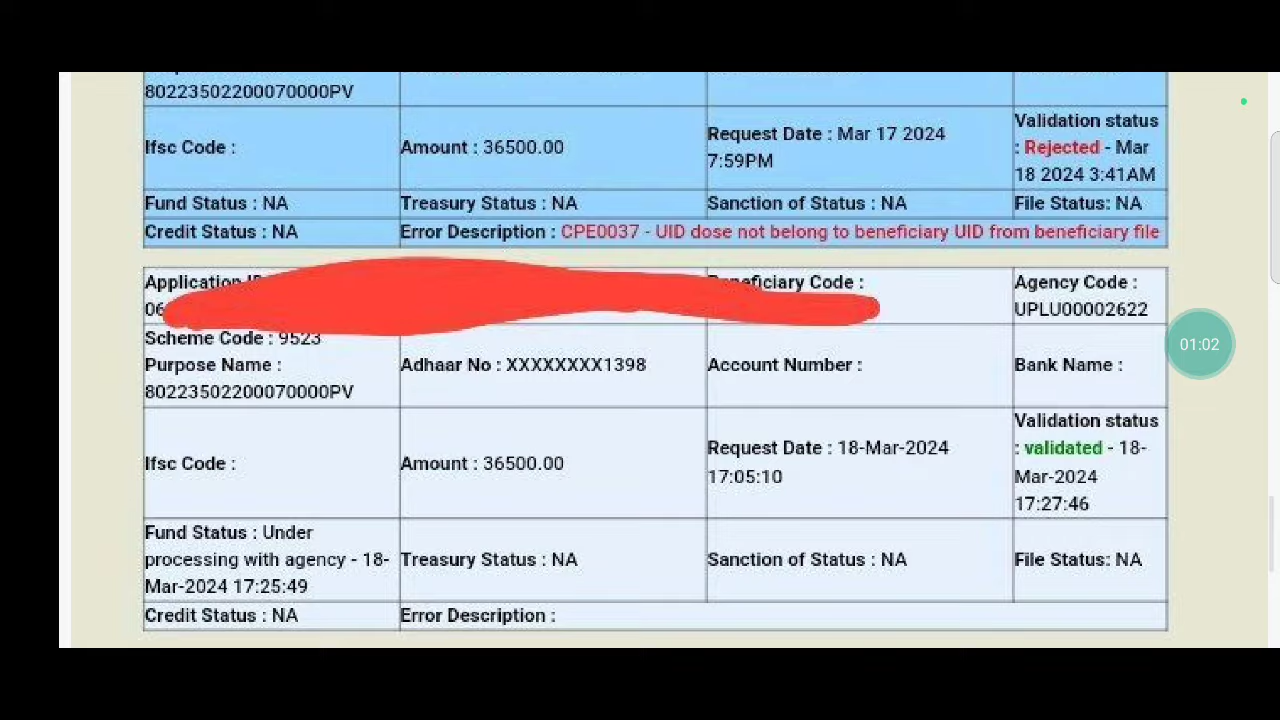 80223502200070000PV
Ifsc Code :
Amount : 36500.00
Request Date : Mar 17 2024
7:59PM
Validation status
: Rejected - Mar
18 2024 3:41AM
Fund Status : NA
Treasury Status : NA
Sanction of Status : NA
File Status: NA
Credit Status : NA
Error Description : CPE0037 - UID dose not belong to beneficiary UID from beneficiary file
Application
06
Code :
Agency Code :
UPLU00002622
Scheme Code : 9523
Purpose Name :
80223502200070000PV
Adhaar No : XXXXXXXX1398
Account Number :
Bank Name :
01:02
Ifsc Code :
Amount : 36500.00
Request Date : 18-Mar-2024
17:05:10
Validation status
: validated - 18-
Mar-2024
17:27:46
Fund Status : Under
processing with agency - 18-
Mar-2024 17:25:49
Treasury Status : NA
Sanction of Status : NA
File Status: NA
Credit Status : NA
Error Description :